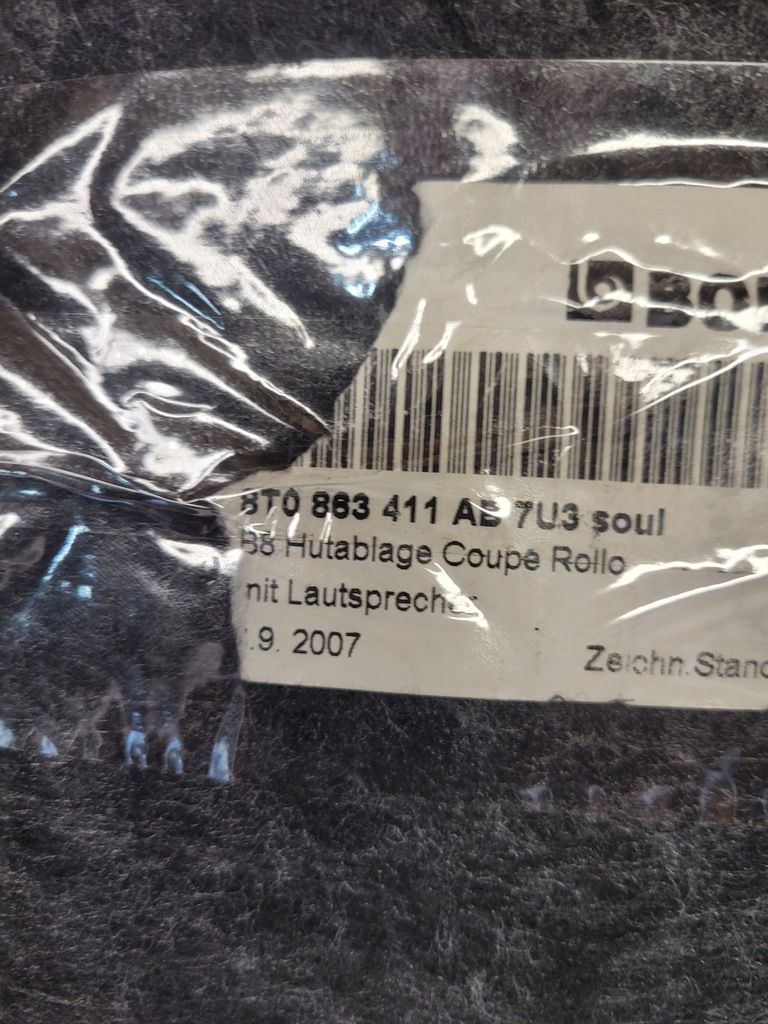 8T0 863 411 AB 7U3 soul
B8 Hutablage Coupe Rollo
mit Lautsprecher
.9. 2007
Zeichn.Stand